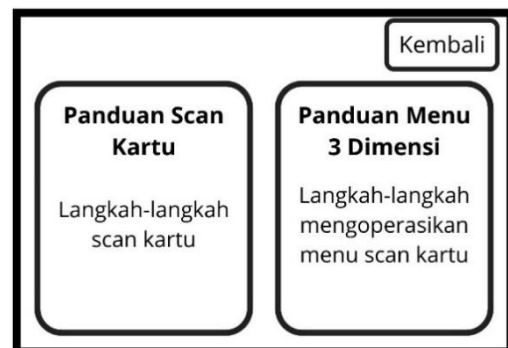 Kembali
Panduan Scan
Kartu
Langkah-langkah
scan kartu
Panduan Menu
3 Dimensi
Langkah-langkah
mengoperasikan
menu scan kartu